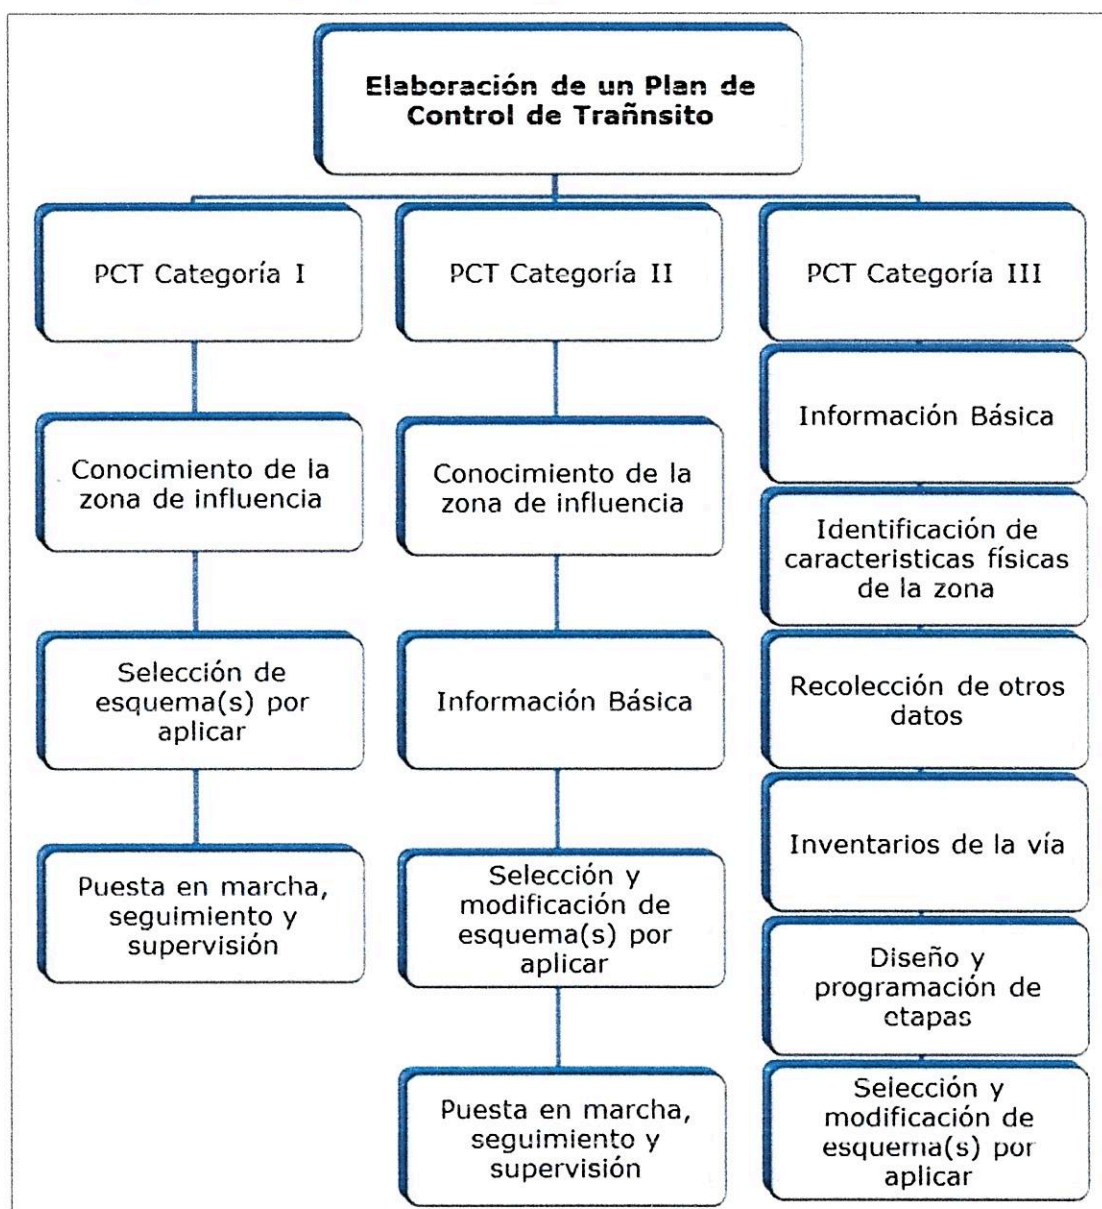 Elaboración de un Plan de
Control de Trañnsito
PCT Categoría I
Conocimiento de la
zona de influencia
Selección de
esquema(s) por
aplicar
Puesta en marcha,
seguimiento y
supervisión
PCT Categoría II
Conocimiento de la
zona de influencia
Información Básica
Selección y
modificación de
esquema(s) por
aplicar
Puesta en marcha,
seguimiento y
supervisión
PCT Categoría III
Información Básica
Identificación de
caracteristicas físicas
de la zona
Recolección de otros
datos
Inventarios de la vía
Diseño y
programación de
etapas
Selección y
modificación de
esquema(s) por
aplicar